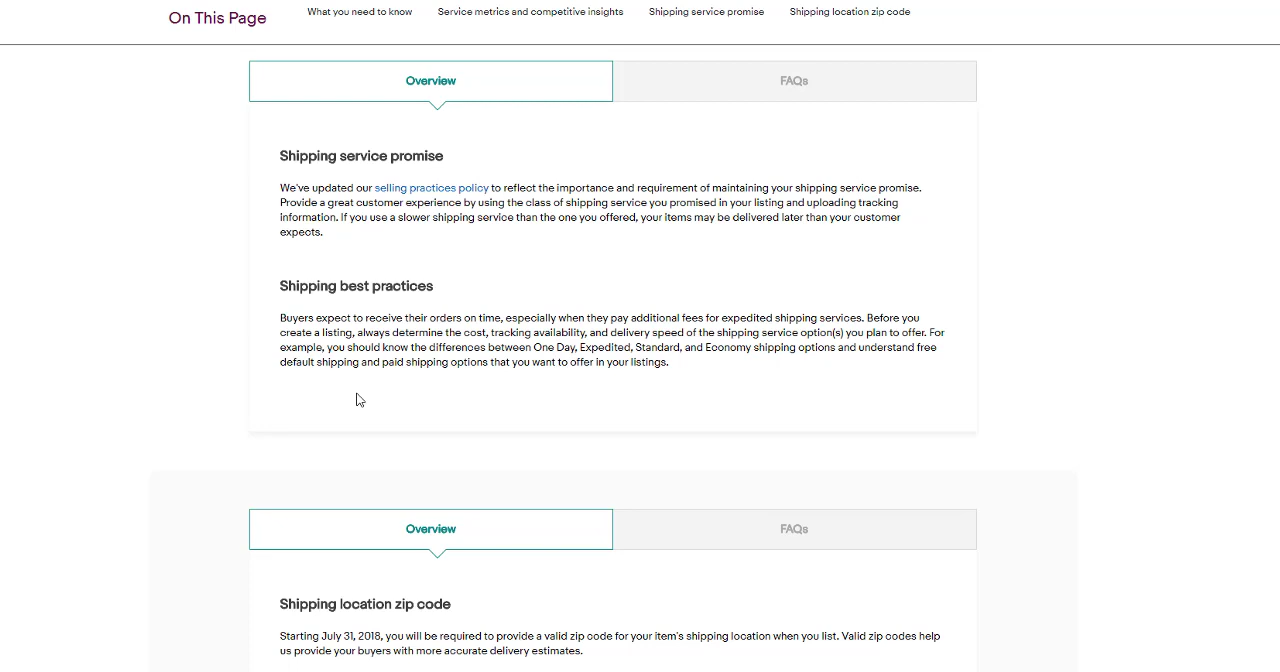 On This Page
What you need to know
Service metrics and competitive insights
Shipping service promise
Shipping location zip code
Overview
FAQs
Shipping service promise
We've updated our selling practices policy to reflect the importance and requirement of maintaining your shipping service promise.
Provide a great customer experience by using the class of shipping service you promised in your listing and uploading tracking
information. If you use a slower shipping service than the one you offered, your items may be delivered later than your customer
expects.
Shipping best practices
Buyers expect to receive their orders on time, especially when they pay additional fees for expedited shipping services. Before you
create a listing, always determine the cost, tracking availability, and delivery speed of the shipping service option(s) you plan to offer. For
example, you should know the differences between One Day, Expedited, Standard, and Economy shipping options and understand free
default shipping and paid shipping options that you want to offer in your listings.
Overview
FAQs
Shipping location zip code
Starting July 31, 2018, you will be required to provide a valid zip code for your item's shipping location when you list. Valid zip codes help
us provide your buyers with more accurate delivery estimates.